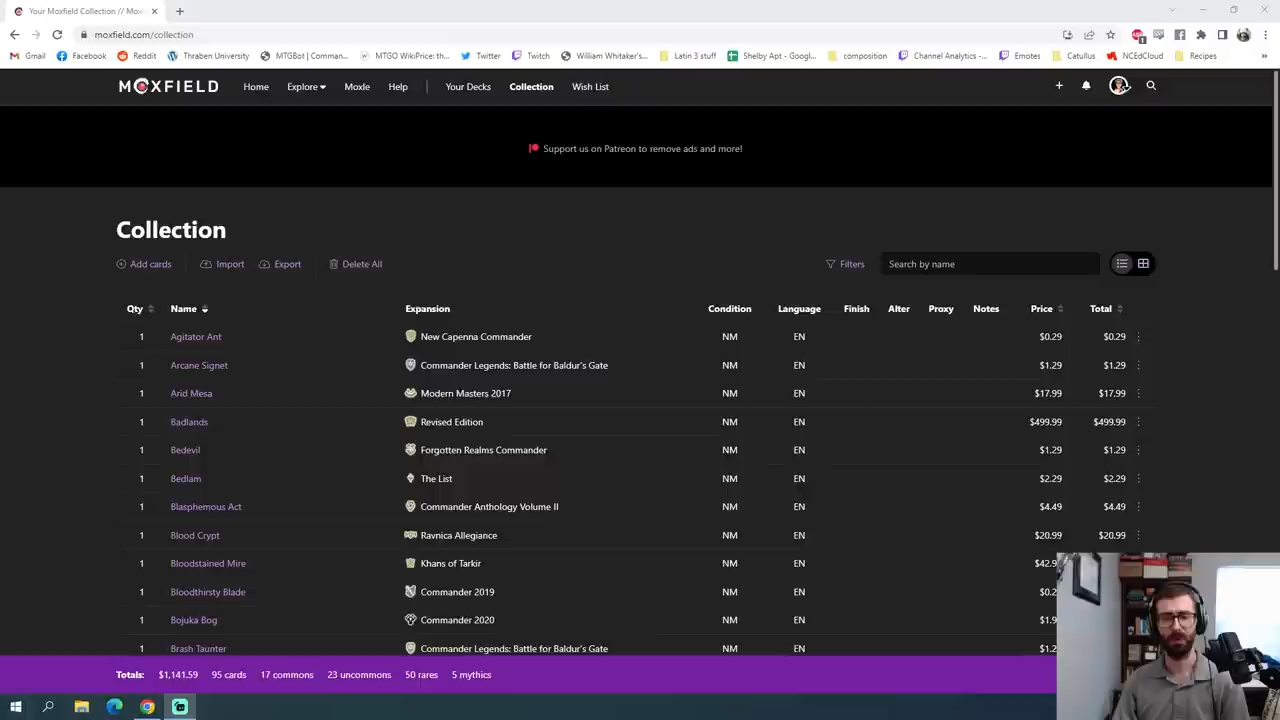 Your Moxfield Collection // Mox
moxfield.com/collection
Gmail Facebook Reddit Thraben University MTGBot | Comman... MTGO WikiPrice: th... Twitter Twitch William Whitaker's... Latin 3 stuff Shelby Apt - Googl... composition Channel Analytics -... Emotes Catullus NCEdCloud Recipes »
MOXFIELD Home Explore Moxle Help Your Decks Collection Wish List
Support us on Patreon to remove ads and more!
Collection
Add cards Import Export Delete All Filters Search by name
Qty Name Expansion Condition Language Finish Alter Proxy Notes Price Total
1 Agitator Ant New Capenna Commander NM EN $0.29 $0.29
1 Arcane Signet Commander Legends: Battle for Baldur's Gate NM EN $1.29 $1.29
1 Arid Mesa Modern Masters 2017 NM EN $17.99 $17.99
1 Badlands Revised Edition NM EN $499.99 $499.99
1 Bedevil Forgotten Realms Commander NM EN $1.29 $1.29
1 Bedlam The List NM EN $2.29 $2.29
1 Blasphemous Act Commander Anthology Volume II NM EN $4.49 $4.49
1 Blood Crypt Ravnica Allegiance NM EN $20.99 $20.99
1 Bloodstained Mire Khans of Tarkir NM EN $42.9
1 Bloodthirsty Blade Commander 2019 NM EN $0.2
1 Bojuka Bog Commander 2020 NM EN $1.9
1 Brash Taunter Commander Legends: Battle for Baldur's Gate NM EN $1.2
Totals: $1,141.59 95 cards 17 commons 23 uncommons 50 rares 5 mythics